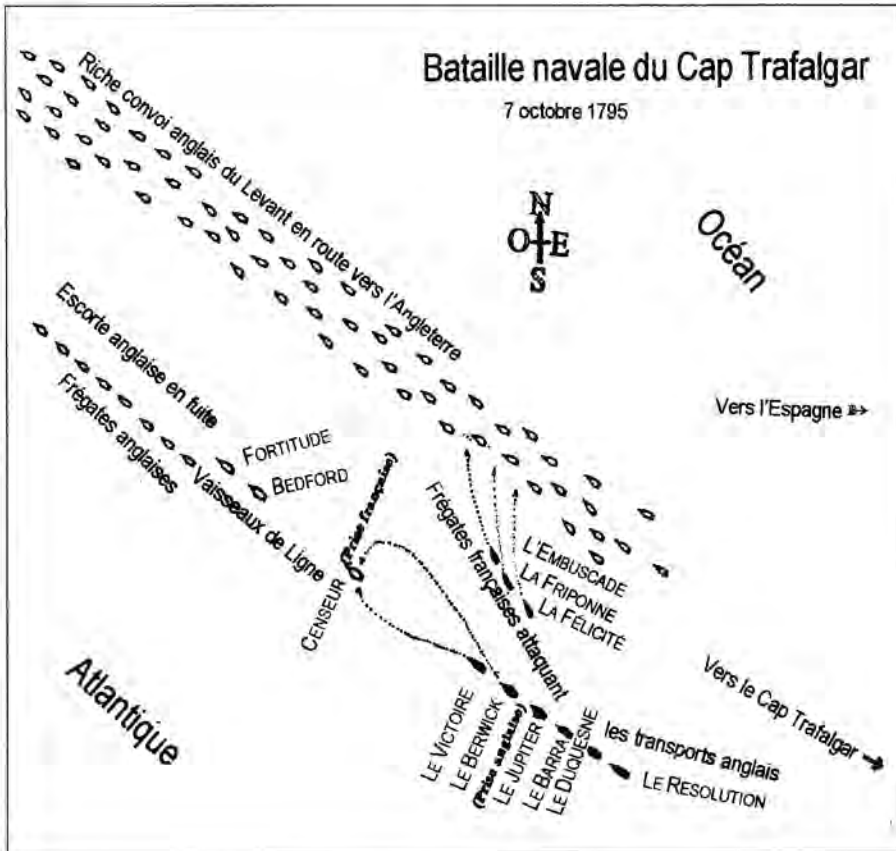 Bataille navale du Cap Trafalgar
7 octobre 1795
Riche convoi anglais du Levant en route vers l'Angleterre
N
O E
S
Océan
Escorte anglaise en fuite
Vers l'Espagne
Frégates anglaises
FORTITUDE
BEDFORD
Vaisseaux de Ligne
CENSEUR
(Prise française)
Frégates françaises attaquant
les transports anglais
L'EMBUSCADE
LA FRIPONNE
LA FÉLICITÉ
Vers le Cap Trafalgar
Atlantique
LE VICTOIRE
LE BERWICK
(Prise anglaise)
LE JUPITER
LE BARRA
LE DUQUESNE
LE RESOLUTION